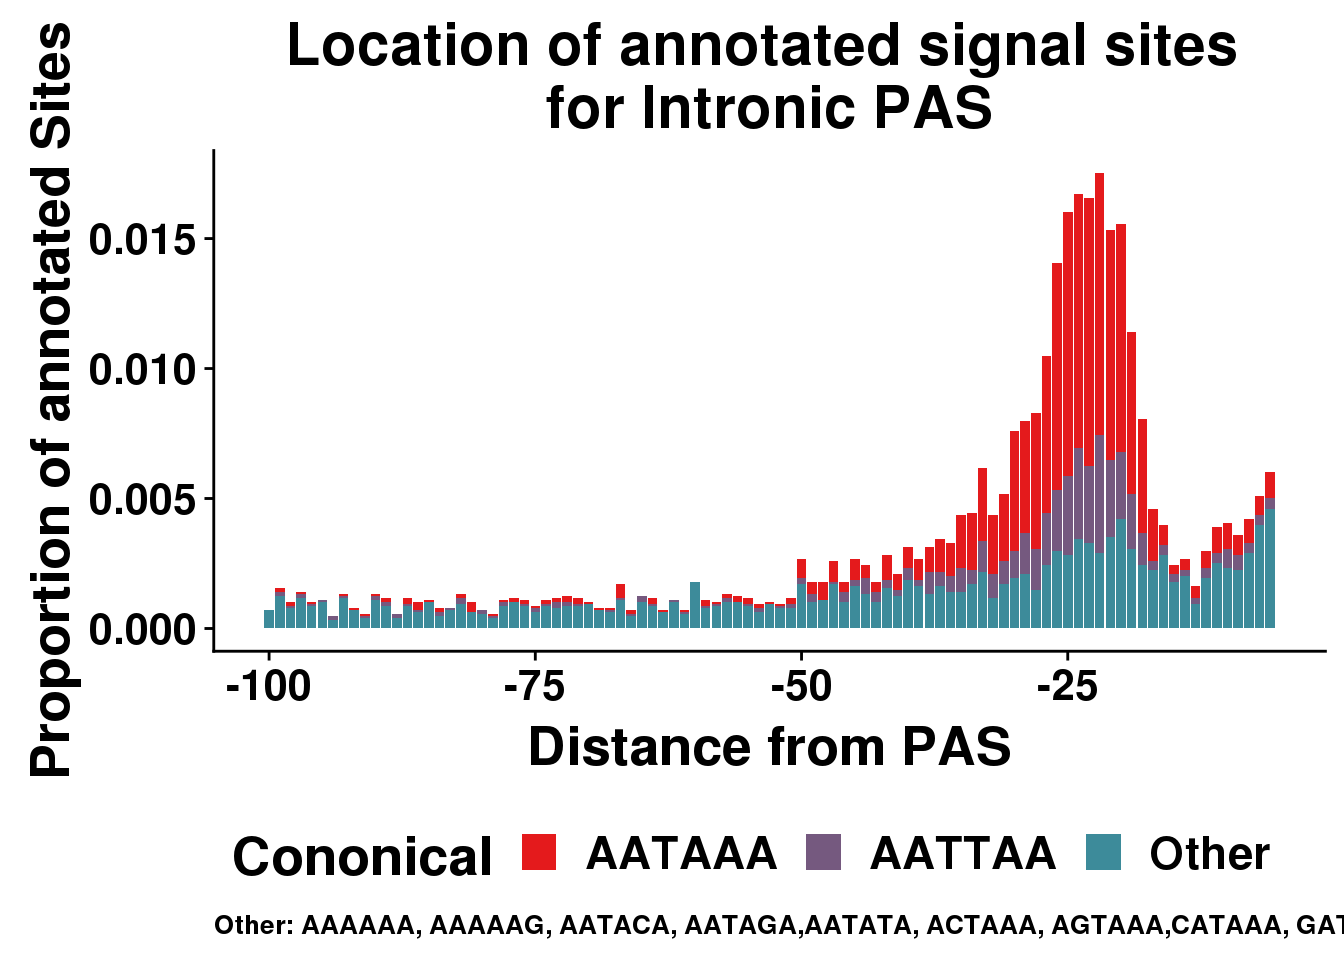 Location of annotated signal sites
for Intronic PAS
Proportion of annotated Sites
0.015
0.010
0.005
0.000
-100 -75 -50 -25
Distance from PAS
Cononical AATAAA AATTAA Other
Other: AAAAAA, AAAAAG, AATACA, AATAGA,AATATA, ACTAAA, AGTAAA,CATAAA, GAT